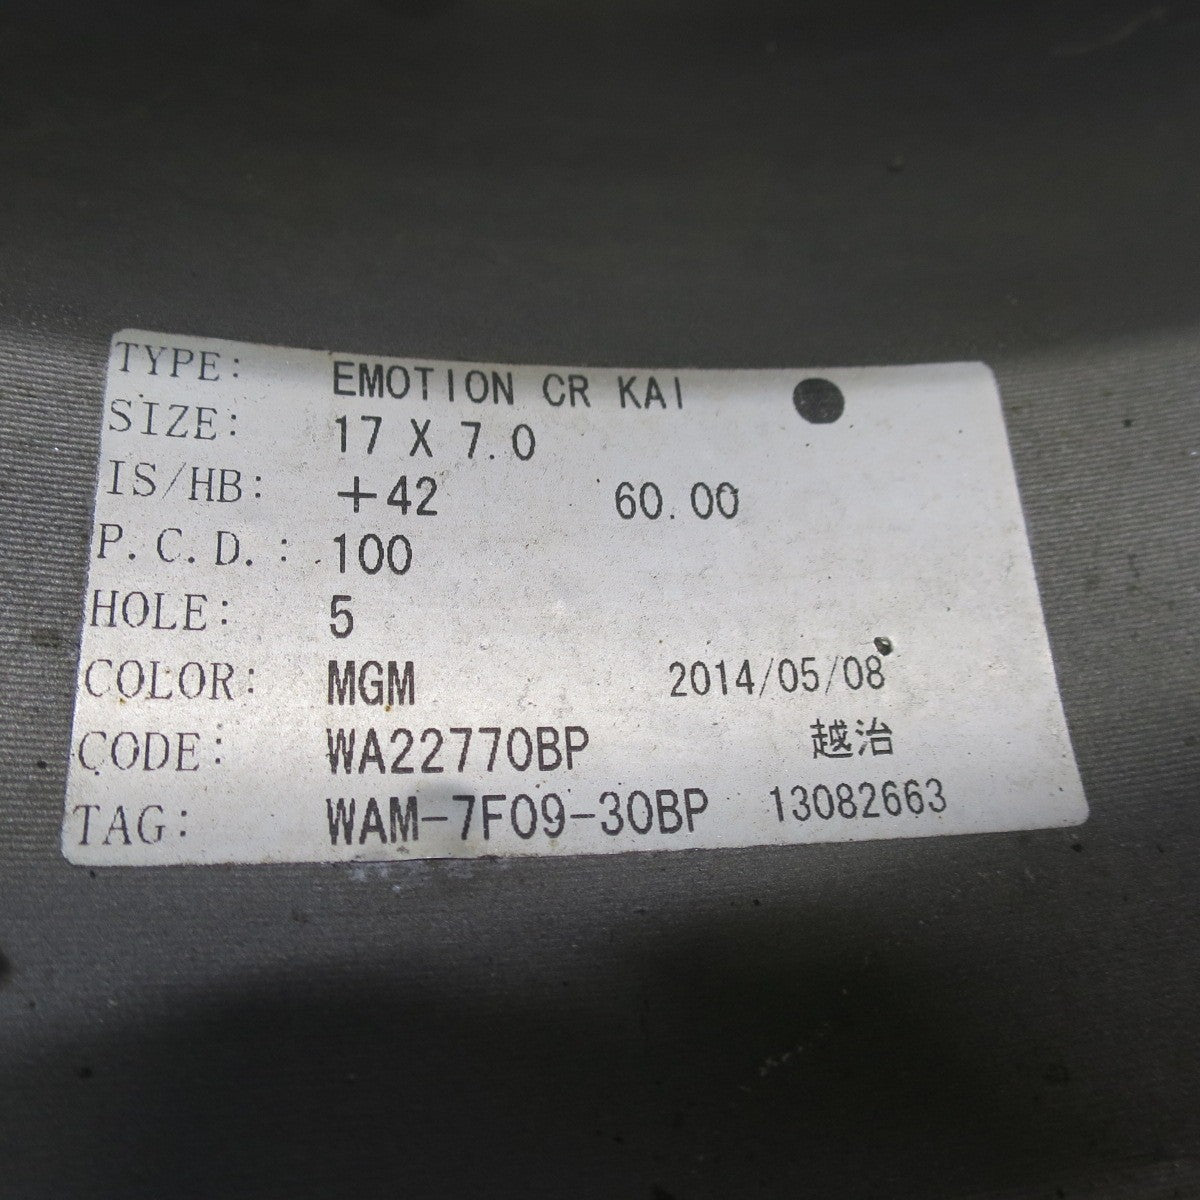 TYPE: EMOTION CR KAI
SIZE: 17 X 7.0
IS/HB: +42 60.00
P.C.D.: 100
HOLE: 5
COLOR: MGM 2014/05/08
CODE: WA22770BP 越治
TAG: WAM-7F09-30BP 13082663